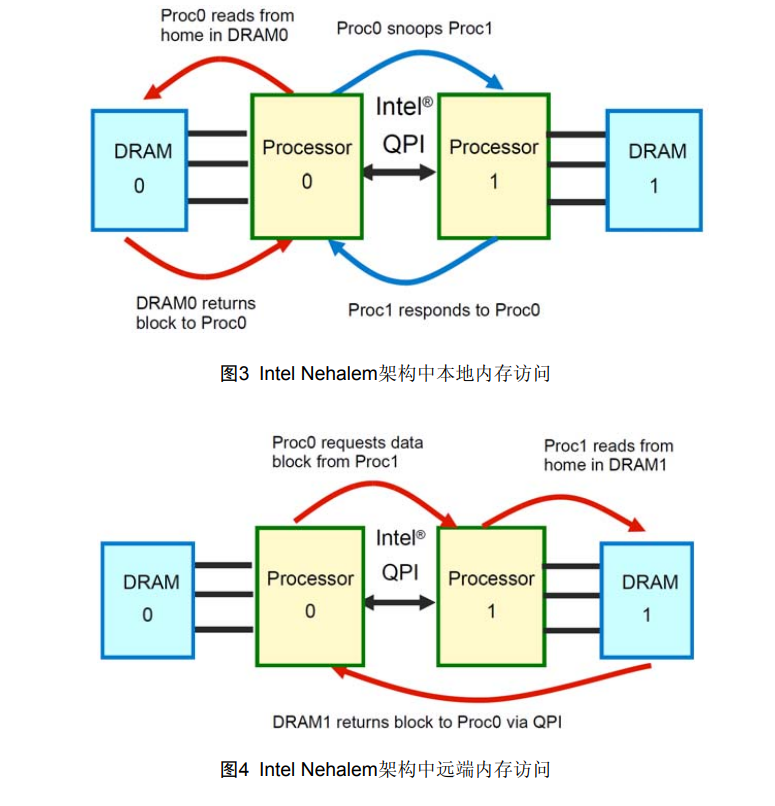 Proc0 reads from
home in DRAM0
Proc0 snoops Proc1
Intel®
QPI
DRAM
0
Processor
0
Processor
1
DRAM
1
DRAM0 returns
block to Proc0
Proc1 responds to Proc0
图3 Intel Nehalem架构中本地内存访问
Proc0 requests data
block from Proc1
Proc1 reads from
home in DRAM1
Intel®
QPI
DRAM
0
Processor
0
Processor
1
DRAM
1
DRAM1 returns block to Proc0 via QPI
图4 Intel Nehalem架构中远端内存访问